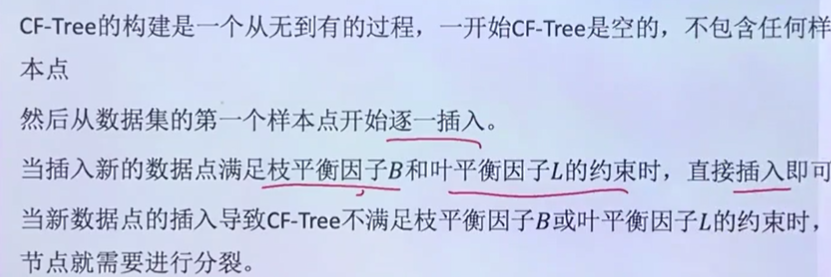 CF-Tree的构建是一个从无到有的过程，一开始CF-Tree是空的，不包含任何样
本点
然后从数据集的第一个样本点开始逐一插入。
当插入新的数据点满足枝平衡因子B和叶平衡因子L的约束时，直接插入即可
当新数据点的插入导致CF-Tree不满足枝平衡因子B或叶平衡因子L的约束时，
节点就需要进行分裂。